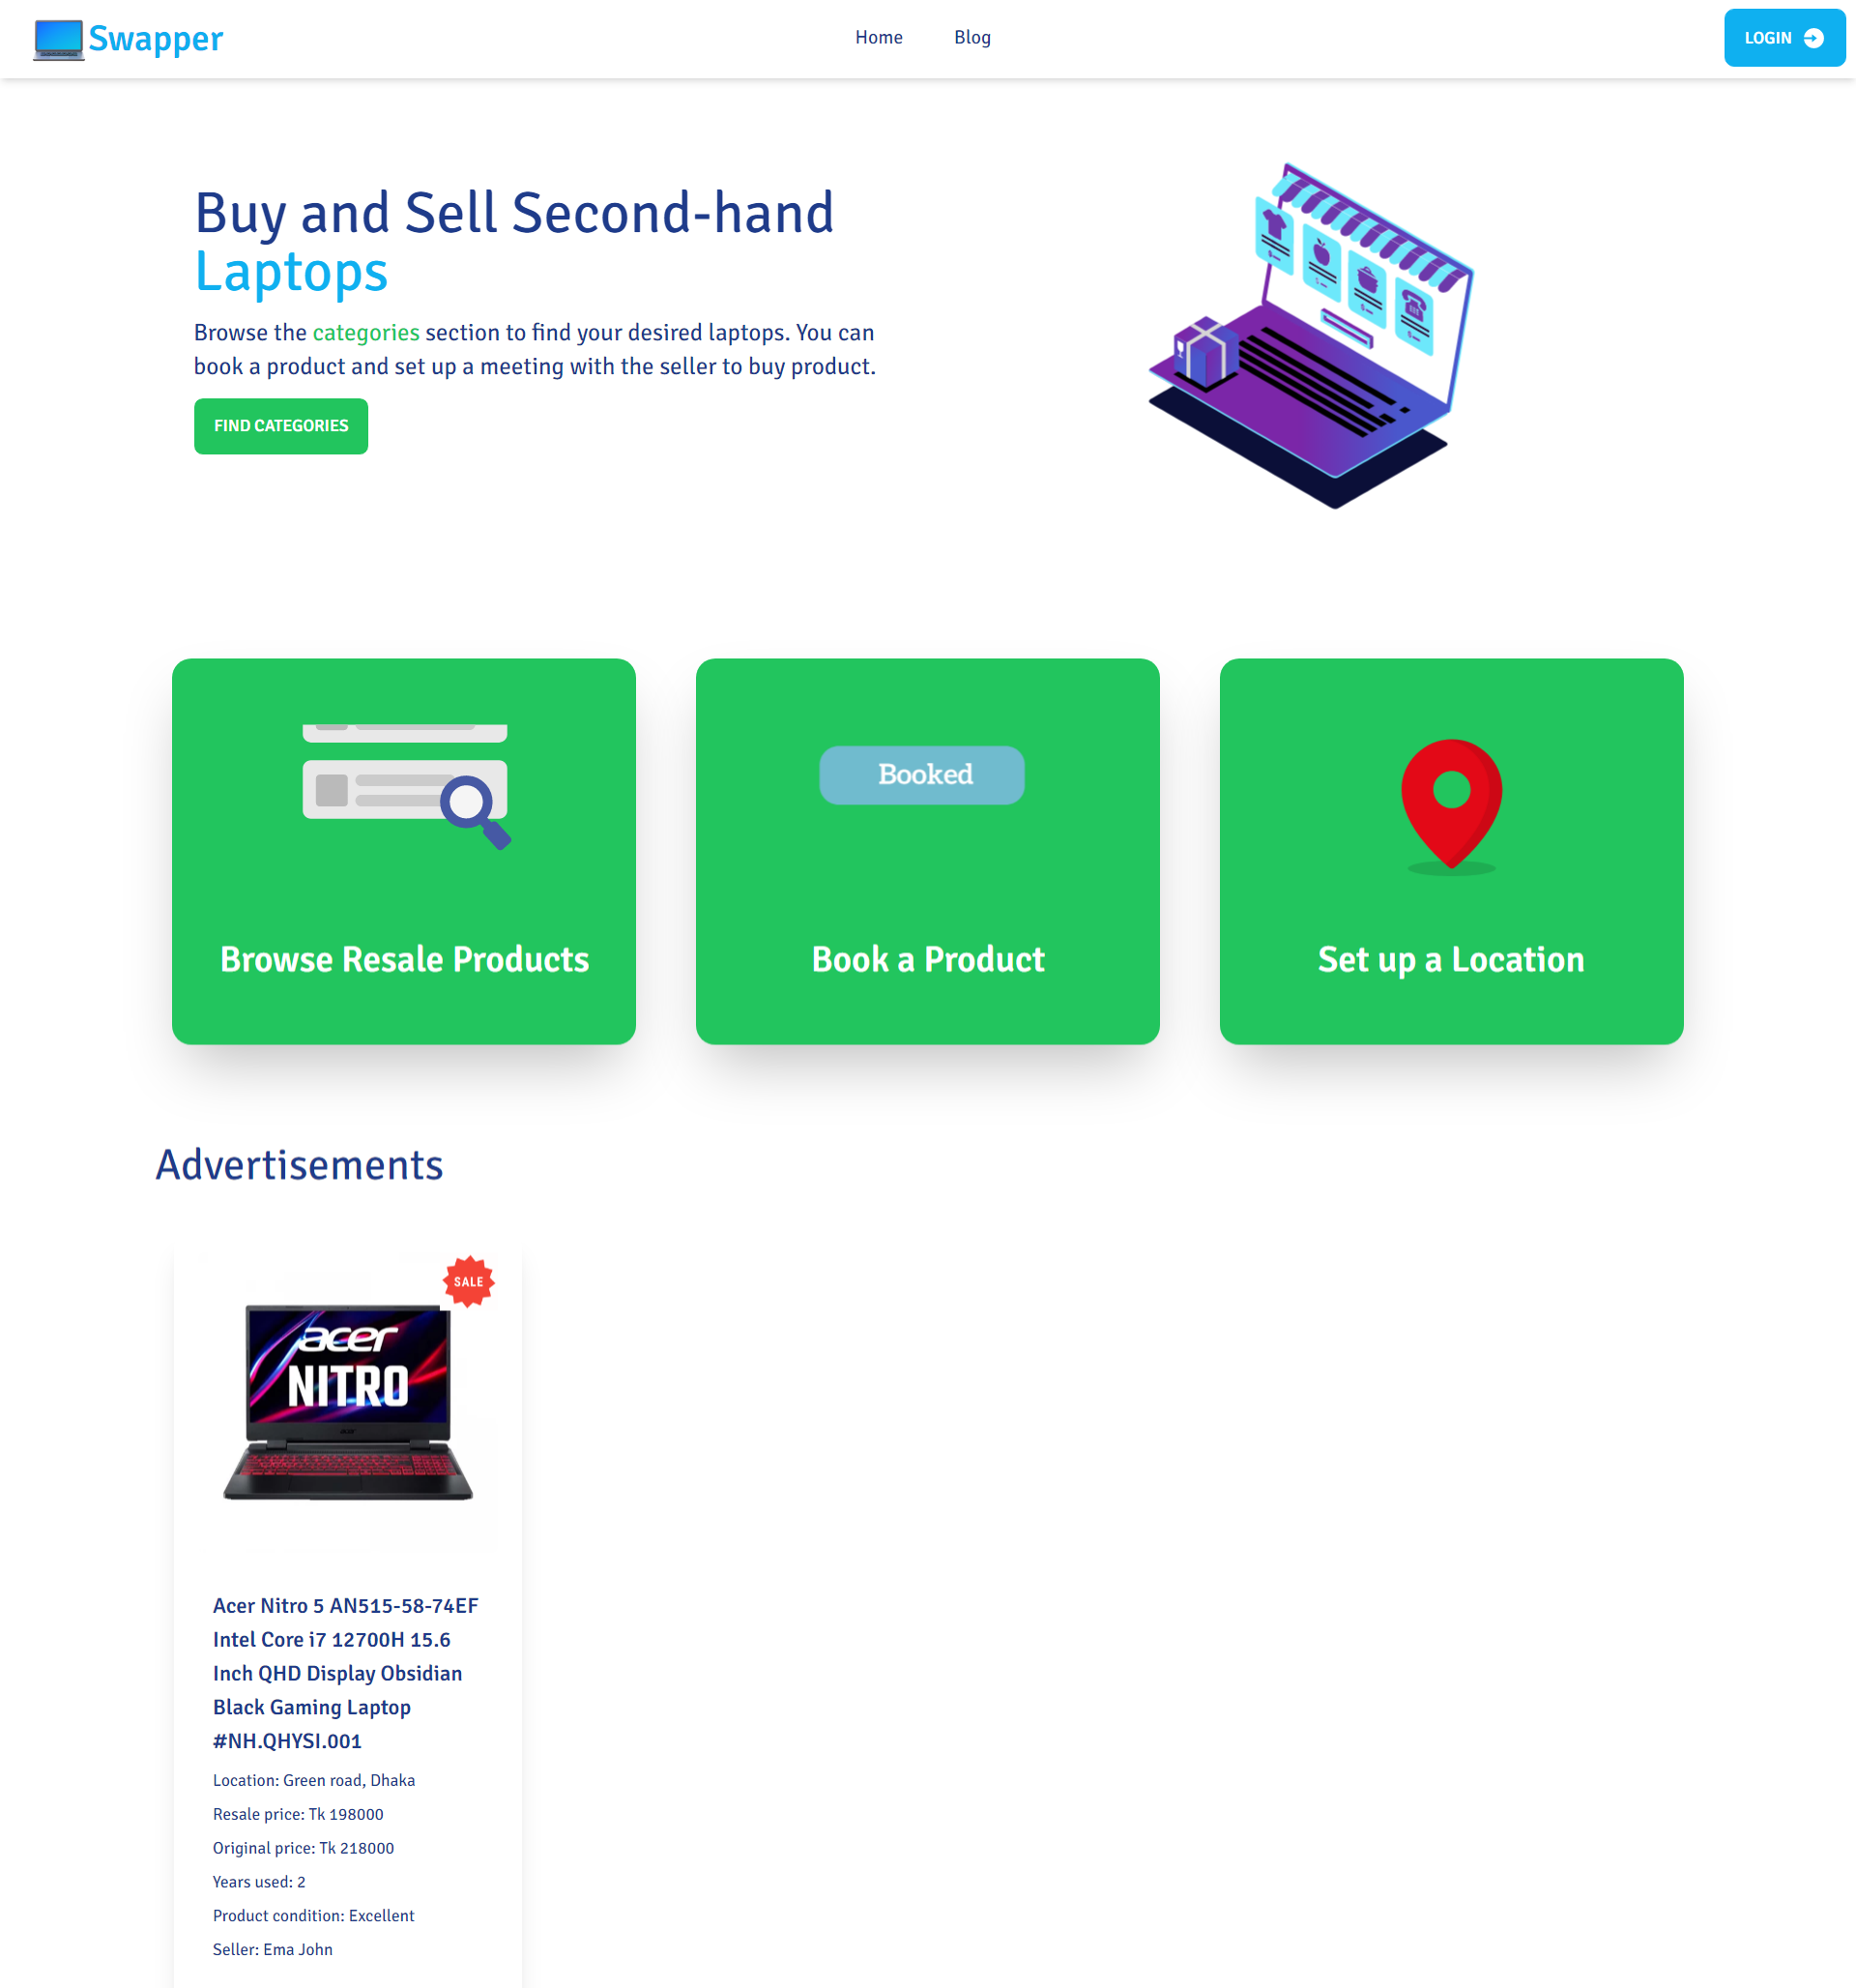 Swapper
Home
Blog
LOGIN
Buy and Sell Second-hand
Laptops
Browse the categories section to find your desired laptops. You can
book a product and set up a meeting with the seller to buy product.
FIND CATEGORIES
Booked
Browse Resale Products
Book a Product
Set up a Location
Advertisements
SALE
acer
NITRO
acer
Acer Nitro 5 AN515-58-74EF
Intel Core i7 12700H 15.6
Inch QHD Display Obsidian
Black Gaming Laptop
#NH.QHYSI.001
Location: Green road, Dhaka
Resale price: Tk 198000
Original price: Tk 218000
Years used: 2
Product condition: Excellent
Seller: Ema John